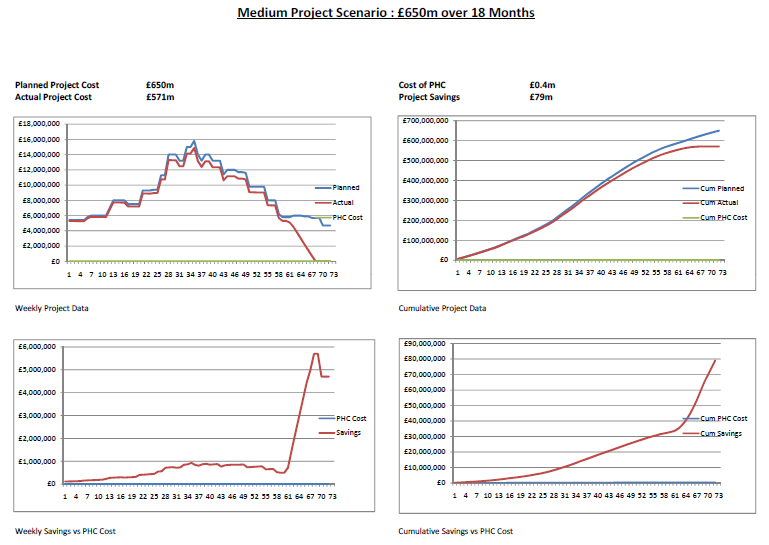 Medium Project Scenario : £650m over 18 Months
Planned Project Cost £650m
Actual Project Cost £571m
Cost of PHC £0.4m
Project Savings £79m
£18,000,000
£16,000,000
£14,000,000
£12,000,000
£10,000,000
£8,000,000
£6,000,000
£4,000,000
£2,000,000
£0
1 4 7 10 13 16 19 22 25 28 31 34 37 40 43 46 49 52 55 58 61 64 67 70 73
Planned
Actual
PHC Cost
Weekly Project Data
£700,000,000
£600,000,000
£500,000,000
£400,000,000
£300,000,000
£200,000,000
£100,000,000
£0
1 4 7 10 13 16 19 22 25 28 31 34 37 40 43 46 49 52 55 58 61 64 67 70 73
Cum Planned
Cum Actual
Cum PHC Cost
Cumulative Project Data
£6,000,000
£5,000,000
£4,000,000
£3,000,000
£2,000,000
£1,000,000
£0
1 4 7 10 13 16 19 22 25 28 31 34 37 40 43 46 49 52 55 58 61 64 67 70 73
PHC Cost
Savings
Weekly Savings vs PHC Cost
£90,000,000
£80,000,000
£70,000,000
£60,000,000
£50,000,000
£40,000,000
£30,000,000
£20,000,000
£10,000,000
£0
1 4 7 10 13 16 19 22 25 28 31 34 37 40 43 46 49 52 55 58 61 64 67 70 73
Cum PHC Cost
Cum Savings
Cumulative Savings vs PHC Cost